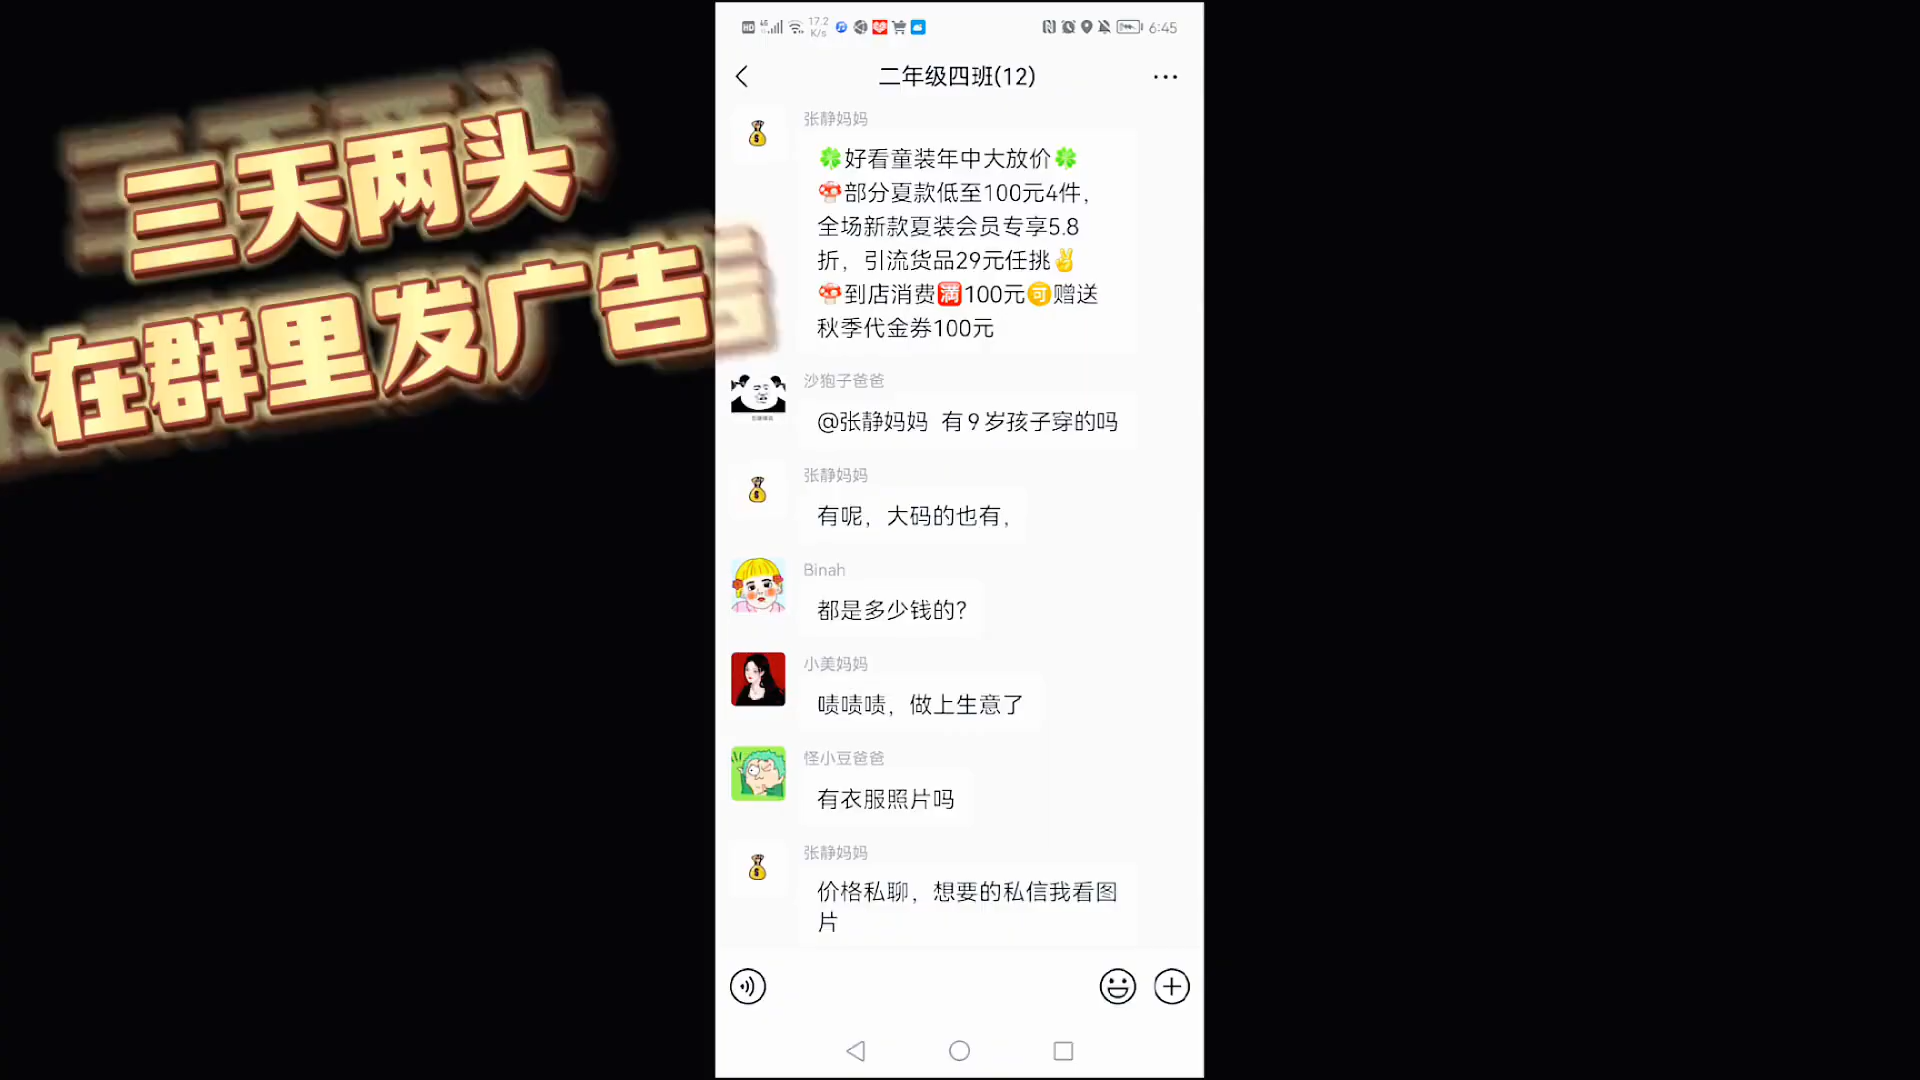 三天两头
在群里发广告
HD 4G 17.2 K/s 6:45
二年级四班(12)
张静妈妈
🍀好看童装年中大放价🍀
🍄部分夏款低至100元4件，
全场新款夏装会员专享5.8
折，引流货品29元任挑✌
🍄到店消费🈵100元🉑赠送
秋季代金券100元
沙狍子爸爸
@张静妈妈 有９岁孩子穿的吗
张静妈妈
有呢，大码的也有，
Binah
都是多少钱的？
小美妈妈
啧啧啧，做上生意了
怪小豆爸爸
有衣服照片吗
张静妈妈
价格私聊，想要的私信我看图
片